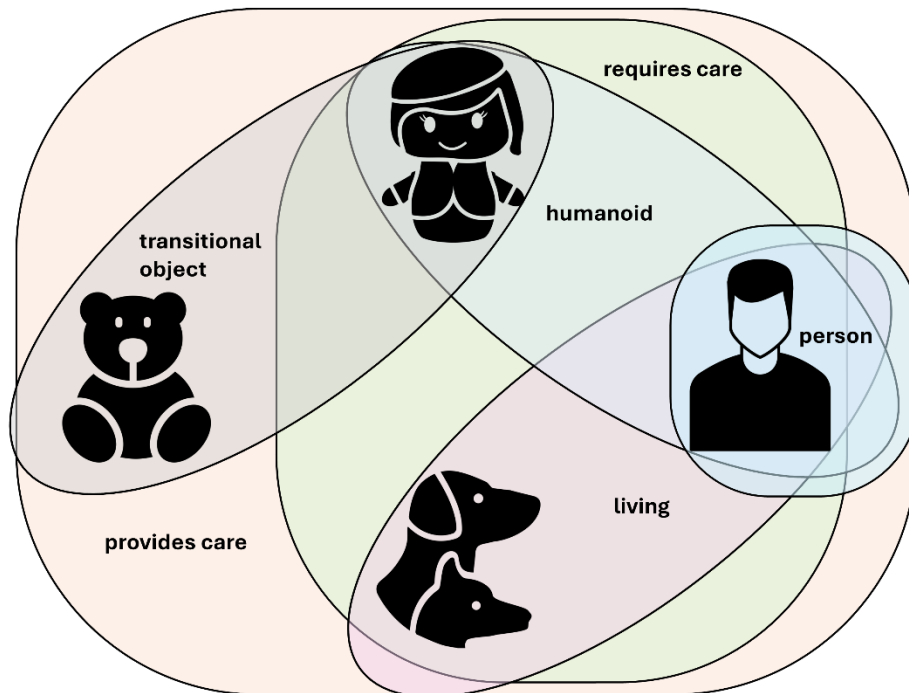 requires care
humanoid
transitional
object
person
living
provides care